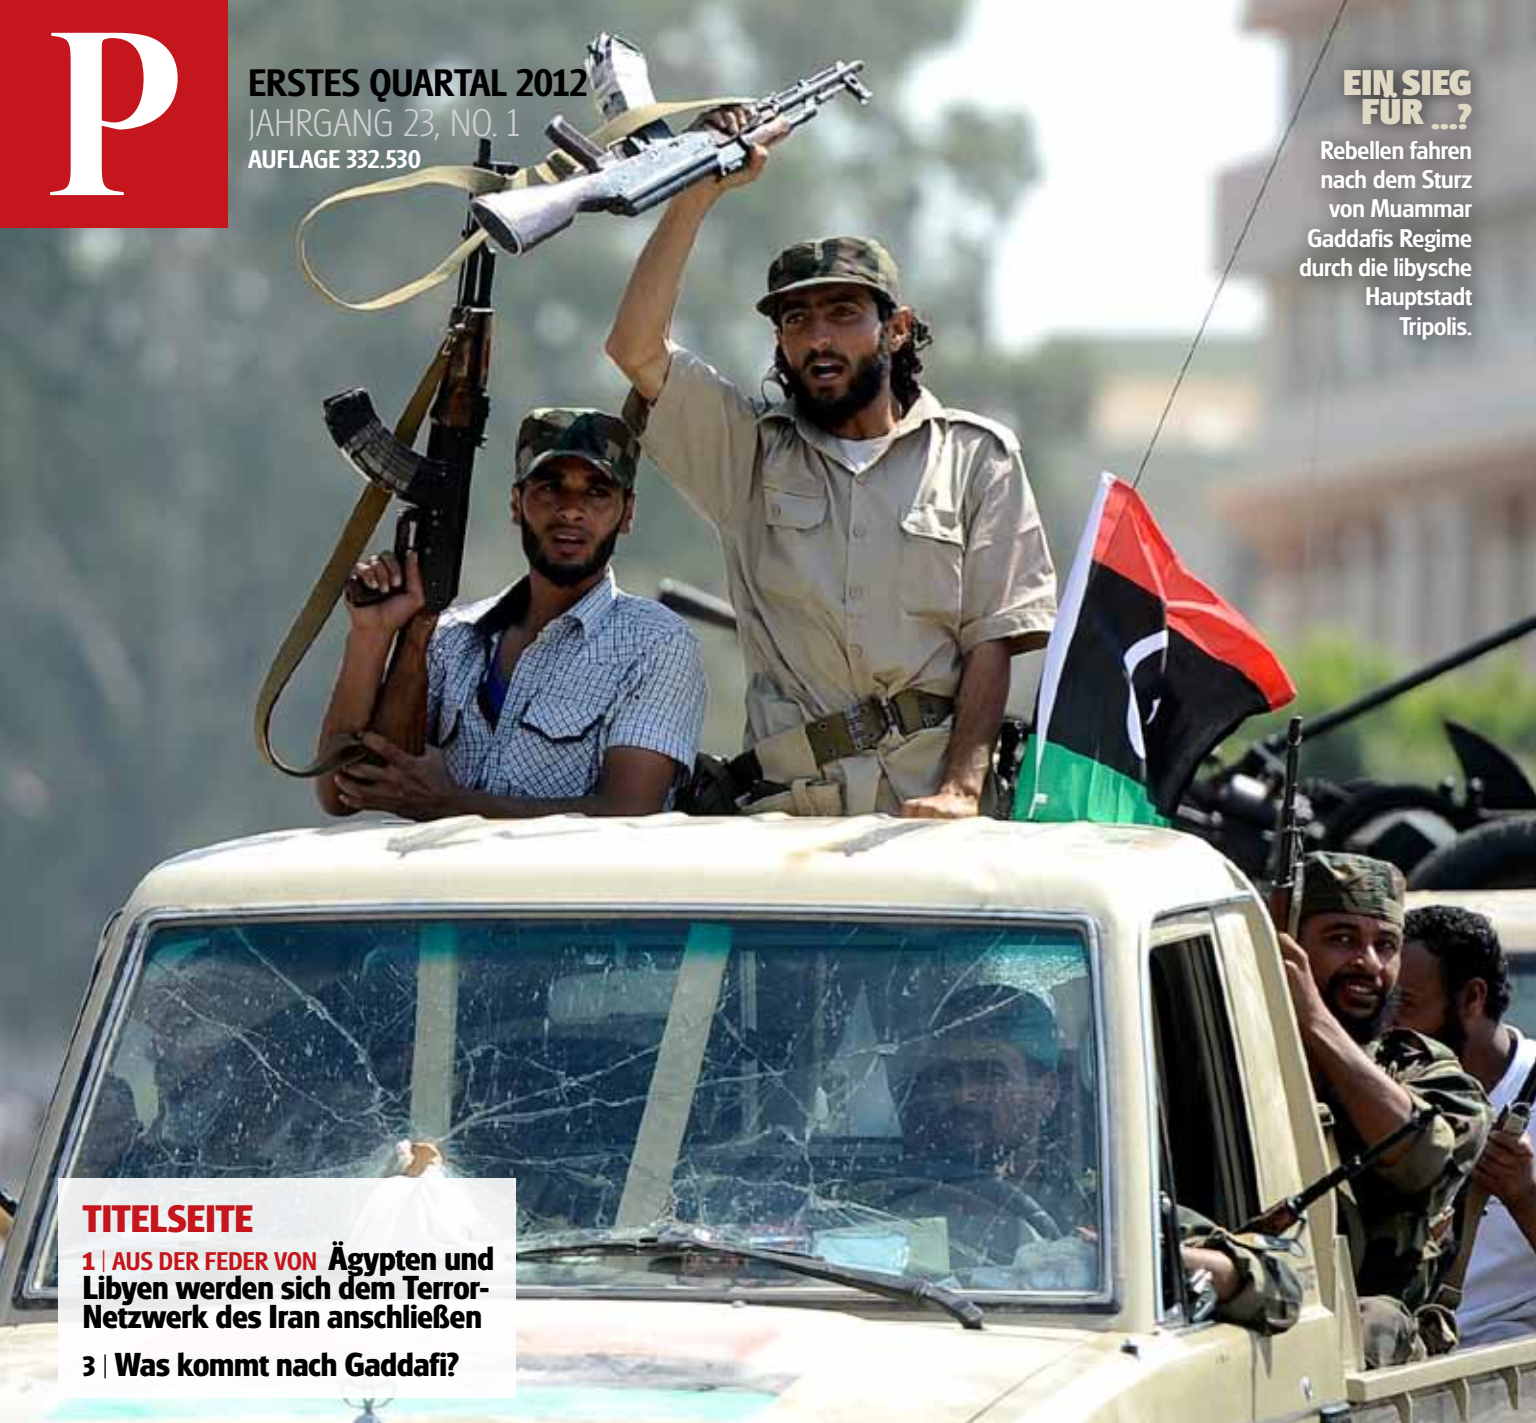 P
ERSTES QUARTAL 2012
JAHRGANG 23, NO. 1
AUFLAGE 332.530
EIN SIEG
FÜR ...?
Rebellen fahren
nach dem Sturz
von Muammar
Gaddafis Regime
durch die libysche
Hauptstadt
Tripolis.
TITELSEITE
1 | AUS DER FEDER VON Ägypten und
Libyen werden sich dem Terror-
Netzwerk des Iran anschließen
3 | Was kommt nach Gaddafi?